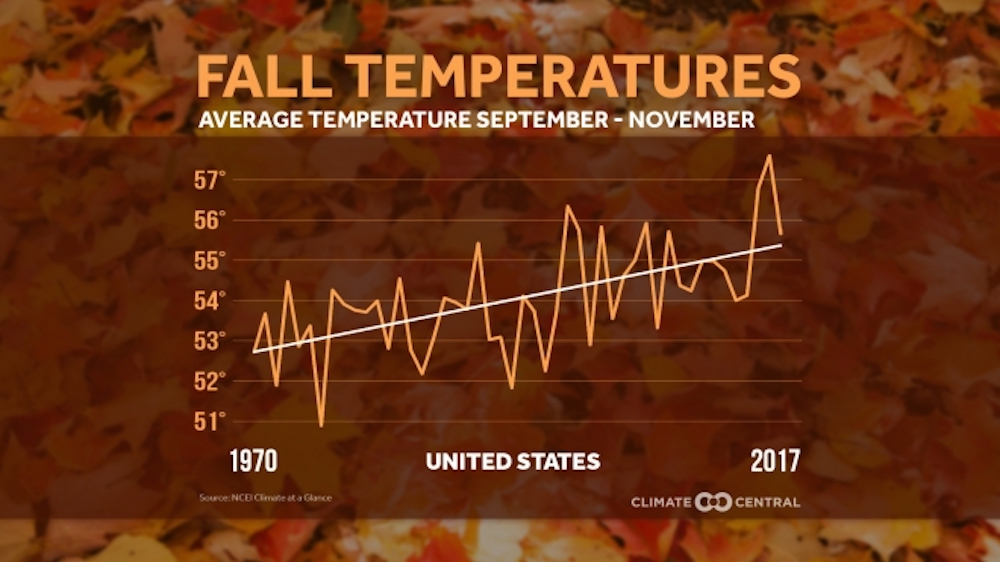 FALL TEMPERATURES
AVERAGE TEMPERATURE SEPTEMBER - NOVEMBER
57°
56°
55°
54°
53°
52°
51°
1970 UNITED STATES 2017
Source: NCEI Climate at a Glance
CLIMATE CENTRAL